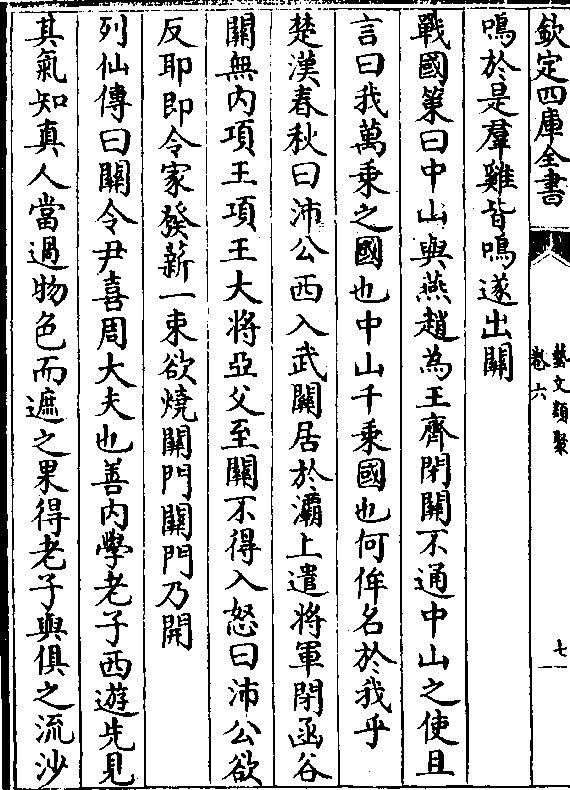 欽定四庫全書
藝文類聚
卷六
七
鳴於是羣雞皆鳴遂出關
戰國策曰中山與燕趙為王齊閉關不通中山之使且
言曰我萬乘之國也中山千乘國也何侔名於我乎
楚漢春秋曰沛公西入武關居於灞上遣將軍閉函谷
關無内項王項王大將亞父至關不得入怒曰沛公欲
反耶即令家發薪一束欲燒關門關門乃開
列仙傳曰關令尹喜周大夫也善内學老子西遊先見
其氣知真人當過物色而遮之果得老子與俱之流沙